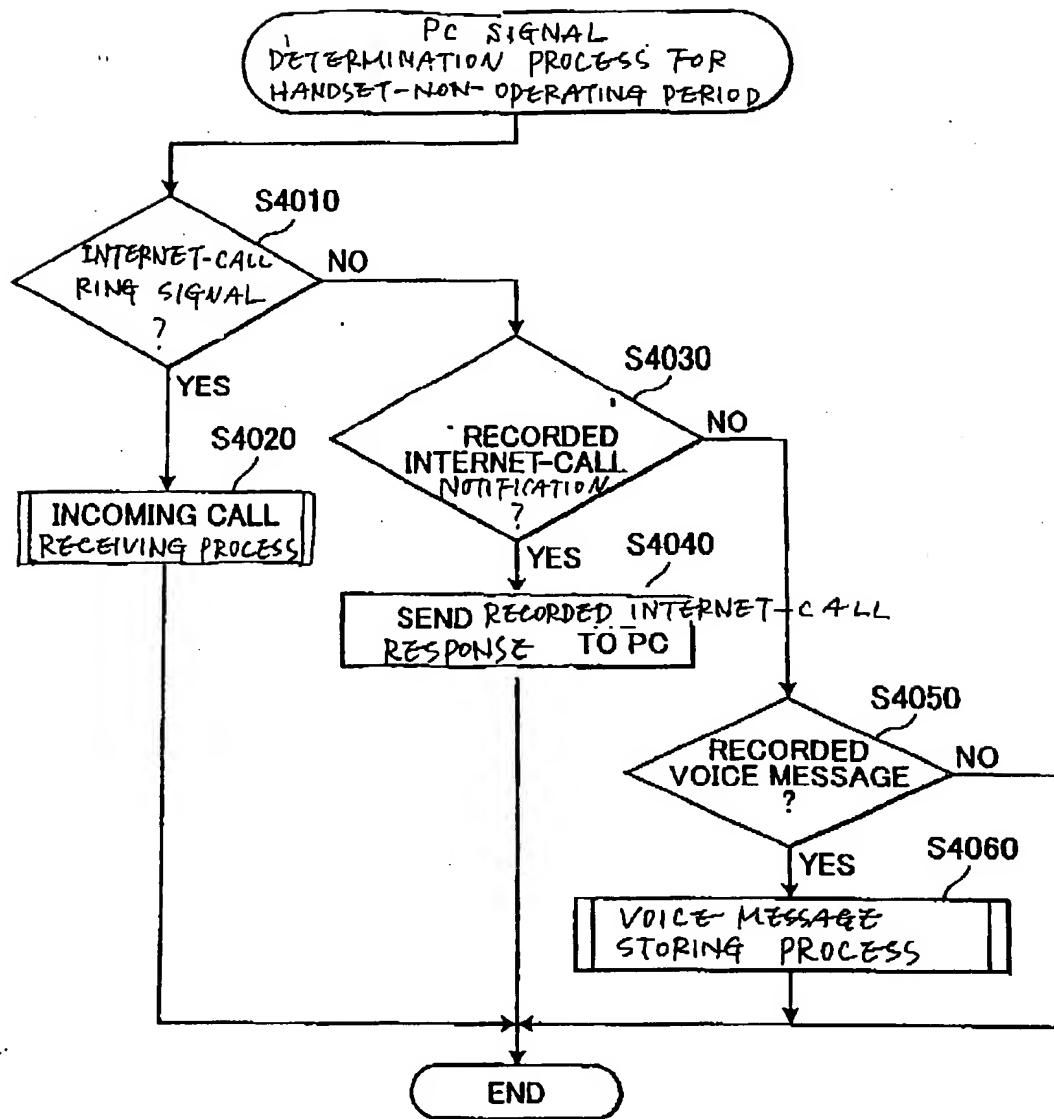 PC SIGNAL
DETERMINATION PROCESS FOR
HANDSET-NON-OPERATING PERIOD
S4010
INTERNET-CALL
RING SIGNAL
?
NO
YES
S4020
INCOMING CALL
RECEIVING PROCESS
S4030
RECORDED
INTERNET-CALL
NOTIFICATION
?
NO
YES
S4040
SEND RECORDED INTERNET-CALL
RESPONSE TO PC
S4050
RECORDED
VOICE MESSAGE
?
NO
YES
S4060
VOICE MESSAGE
STORING PROCESS
END